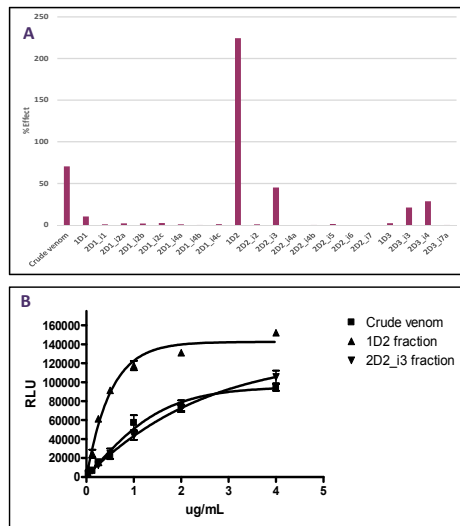 A
250
200
150
100
50
0
% Effect
Crude venom
1D1
2D1_i1
2D1_i2a
2D1_i2b
2D1_i2c
2D1_i4a
2D1_i4b
2D1_i4c
1D2
2D2_i2
2D2_i3
2D2_i4a
2D2_i4b
2D2_i5
2D2_i6
2D2_i7
1D3
2D3_i3
2D3_i4
2D3_i7a
B
160000
140000
120000
100000
80000
60000
40000
20000
0
RLU
0 1 2 3 4 5
ug/mL
Crude venom
1D2 fraction
2D2_i3 fraction